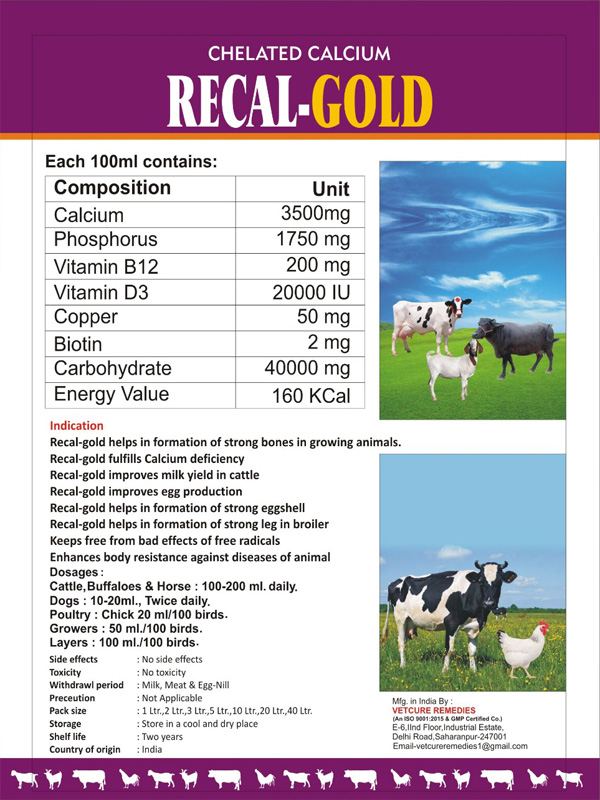 CHELATED CALCIUM
RECAL-GOLD
Each 100ml contains:
Composition Unit
Calcium 3500mg
Phosphorus 1750 mg
Vitamin B12 200 mg
Vitamin D3 20000 IU
Copper 50 mg
Biotin 2 mg
Carbohydrate 40000 mg
Energy Value 160 KCal
Indication
Recal-gold helps in formation of strong bones in growing animals.
Recal-gold fulfills Calcium deficiency
Recal-gold improves milk yield in cattle
Recal-gold improves egg production
Recal-gold helps in formation of strong eggshell
Recal-gold helps in formation of strong leg in broiler
Keeps free from bad effects of free radicals
Enhances body resistance against diseases of animal
Dosages :
Cattle,Buffaloes & Horse : 100-200 ml. daily.
Dogs : 10-20ml., Twice daily.
Poultry : Chick 20 ml/100 birds.
Growers : 50 ml./100 birds.
Layers : 100 ml./100 birds.
Side effects : No side effects
Toxicity : No toxicity
Withdrawl period : Milk, Meat & Egg-Nill
Preceution : Not Applicable
Pack size : 1 Ltr.,2 Ltr.,3 Ltr.,5 Ltr.,10 Ltr.,20 Ltr.,40 Ltr.
Storage : Store in a cool and dry place
Shelf life : Two years
Country of origin : India
Mfg. in India By :
VETCURE REMEDIES
(An ISO 9001:2015 & GMP Certified Co.)
E-6,IInd Floor,Industrial Estate,
Delhi Road,Saharanpur-247001
Email-vetcureremedies1@gmail.com